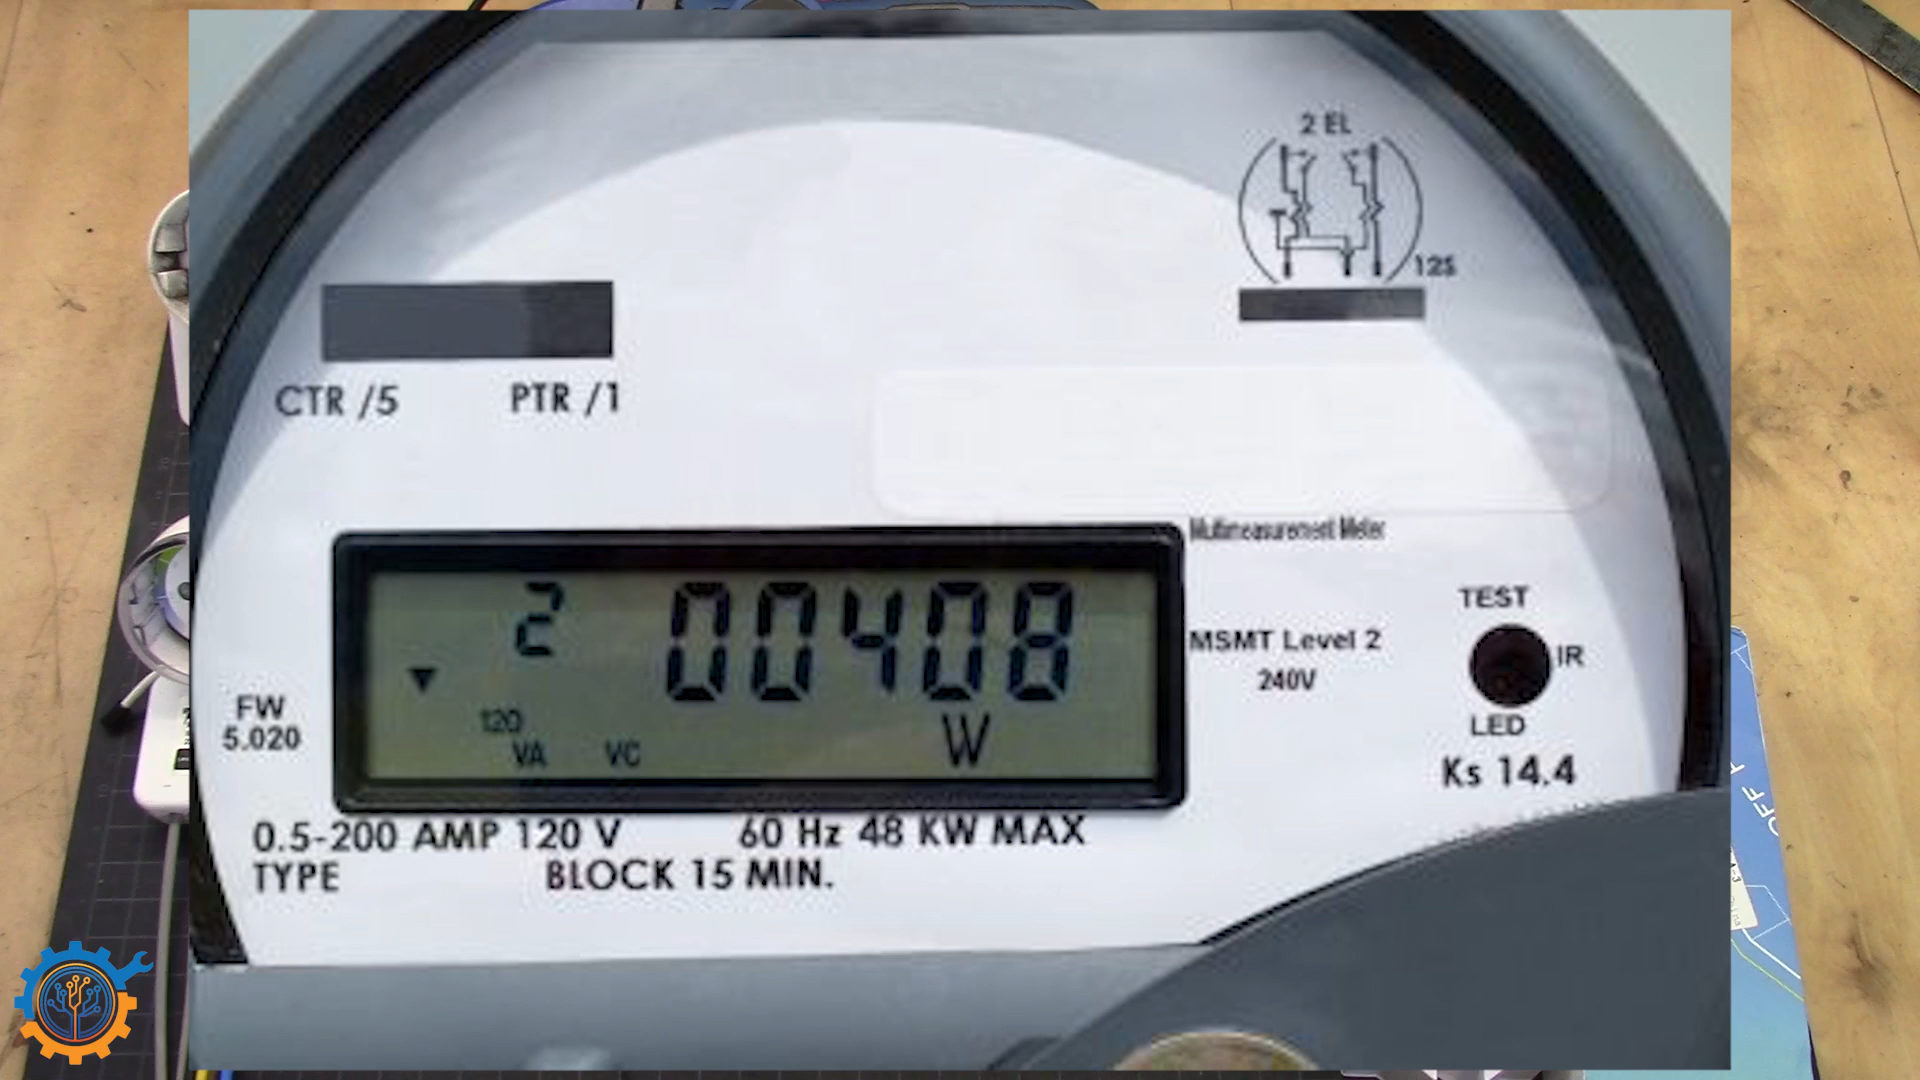 2 EL
12S
CTR /5 PTR /1
Multimeasurement Meter
2 00408
120
VA VC W
MSMT Level 2
240V
TEST
IR
LED
Ks 14.4
FW
5.020
0.5-200 AMP 120 V 60 Hz 48 KW MAX
TYPE BLOCK 15 MIN.
OFF